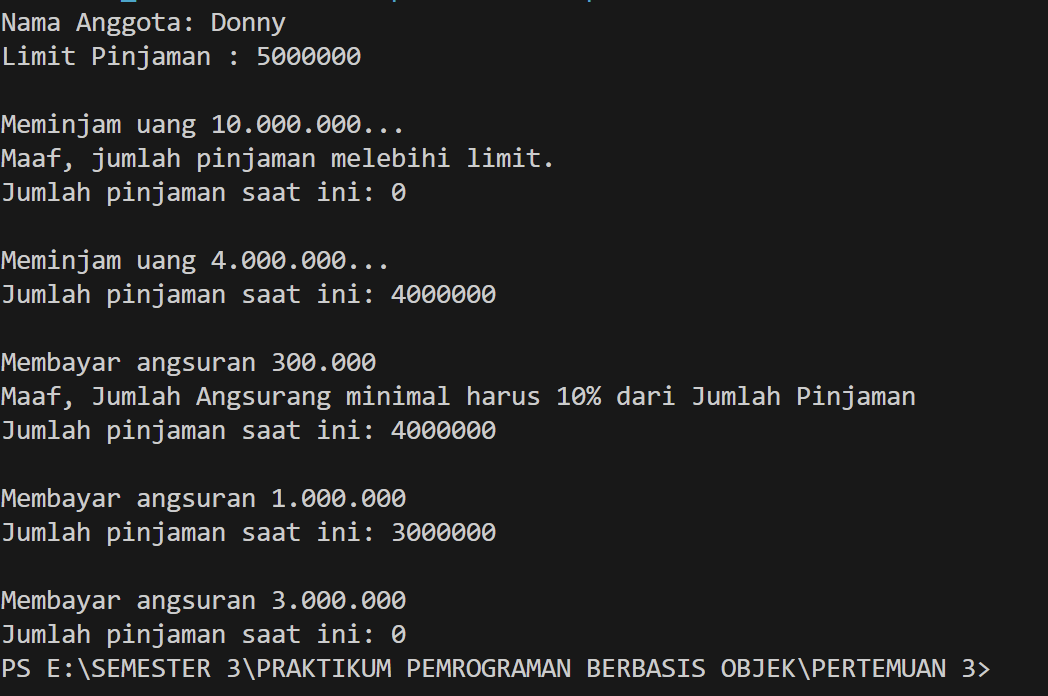 Nama Anggota: Donny
Limit Pinjaman : 5000000
Meminjam uang 10.000.000...
Maaf, jumlah pinjaman melebihi limit.
Jumlah pinjaman saat ini: 0
Meminjam uang 4.000.000...
Jumlah pinjaman saat ini: 4000000
Membayar angsuran 300.000
Maaf, Jumlah Angsurang minimal harus 10% dari Jumlah Pinjaman
Jumlah pinjaman saat ini: 4000000
Membayar angsuran 1.000.000
Jumlah pinjaman saat ini: 3000000
Membayar angsuran 3.000.000
Jumlah pinjaman saat ini: 0
PS E:\SEMESTER 3\PRAKTIKUM PEMROGRAMAN BERBASIS OBJEK\PERTEMUAN 3>